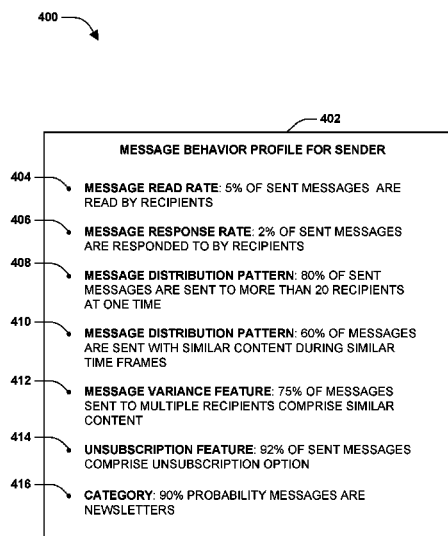 400
402
MESSAGE BEHAVIOR PROFILE FOR SENDER
404
MESSAGE READ RATE: 5% OF SENT MESSAGES ARE
READ BY RECIPIENTS
406
MESSAGE RESPONSE RATE: 2% OF SENT MESSAGES
ARE RESPONDED TO BY RECIPIENTS
408
MESSAGE DISTRIBUTION PATTERN: 80% OF SENT
MESSAGES ARE SENT TO MORE THAN 20 RECIPIENTS
AT ONE TIME
410
MESSAGE DISTRIBUTION PATTERN: 60% OF MESSAGES
ARE SENT WITH SIMILAR CONTENT DURING SIMILAR
TIME FRAMES
412
MESSAGE VARIANCE FEATURE: 75% OF MESSAGES
SENT TO MULTIPLE RECIPIENTS COMPRISE SIMILAR
CONTENT
414
UNSUBSCRIPTION FEATURE: 92% OF SENT MESSAGES
COMPRISE UNSUBSCRIPTION OPTION
416
CATEGORY: 90% PROBABILITY MESSAGES ARE
NEWSLETTERS